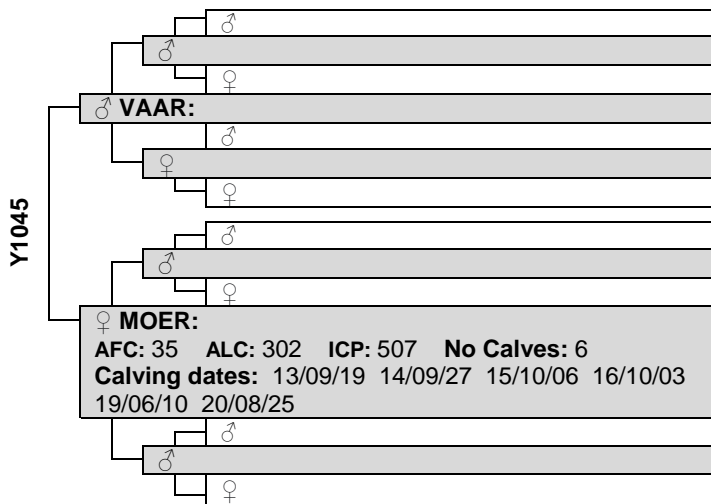 ♂
♂
♀
♂ VAAR:
♂
♀
♀
Y1045
♂
♂
♀
♀ MOER:
AFC: 35 ALC: 302 ICP: 507 No Calves: 6
Calving dates: 13/09/19 14/09/27 15/10/06 16/10/03
19/06/10 20/08/25
♂
♂
♀